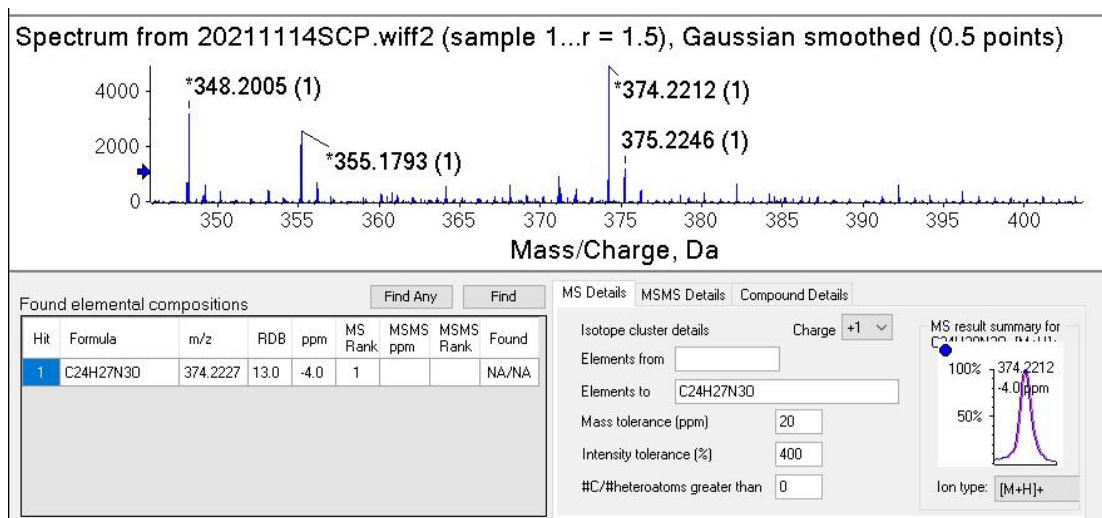 Spectrum from 20211114SCP.wiff2 (sample 1...r = 1.5), Gaussian smoothed (0.5 points)
4000
2000
0
*348.2005 (1)
*355.1793 (1)
*374.2212 (1)
375.2246 (1)
350 355 360 365 370 375 380 385 390 395 400
Mass/Charge, Da
Found elemental compositions
Find Any Find
Hit Formula m/z RDB ppm MS Rank MSMS ppm MSMS Rank Found
1 C24H27N3O 374.2227 13.0 -4.0 1 NA/NA
MS Details MSMS Details Compound Details
Isotope cluster details Charge +1
Elements from
Elements to C24H27N3O
Mass tolerance (ppm) 20
Intensity tolerance (%) 400
#C/#heteroatoms greater than 0
MS result summary for
100%
50%
374.2212
-4.0 ppm
Ion type: [M+H]+